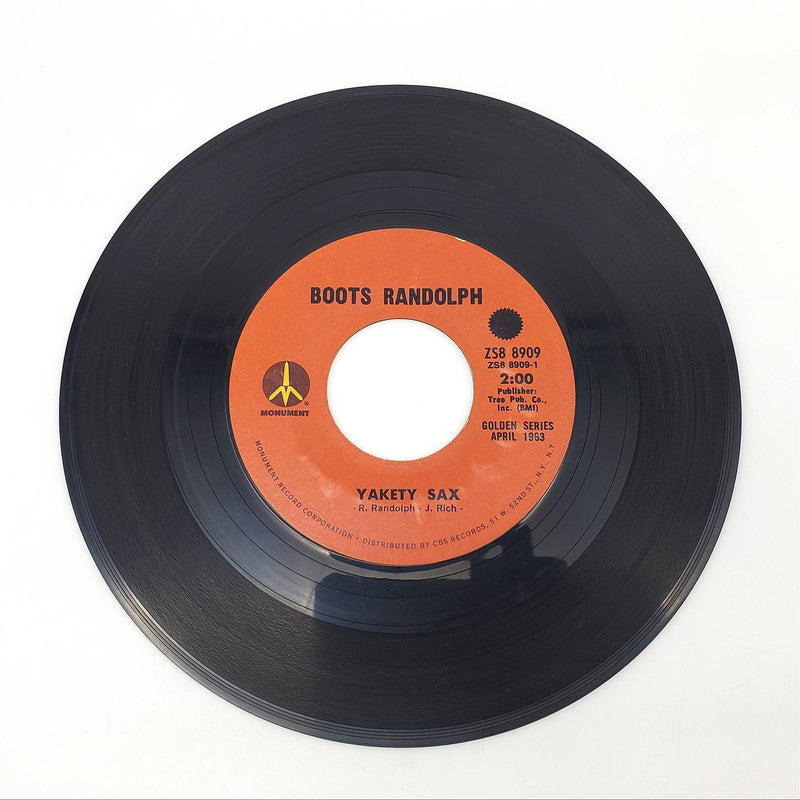 BOOTS RANDOLPH
MONUMENT
®
ZS8 8909
ZS8 8909-1
2:00
Publisher:
Tree Pub. Co.,
Inc. (BMI)
GOLDEN SERIES
APRIL 1963
YAKETY SAX
- R. Randolph - J. Rich -
MONUMENT RECORD CORPORATION • DISTRIBUTED BY CBS RECORDS, 51 W. 52ND ST., N.Y., N.Y.